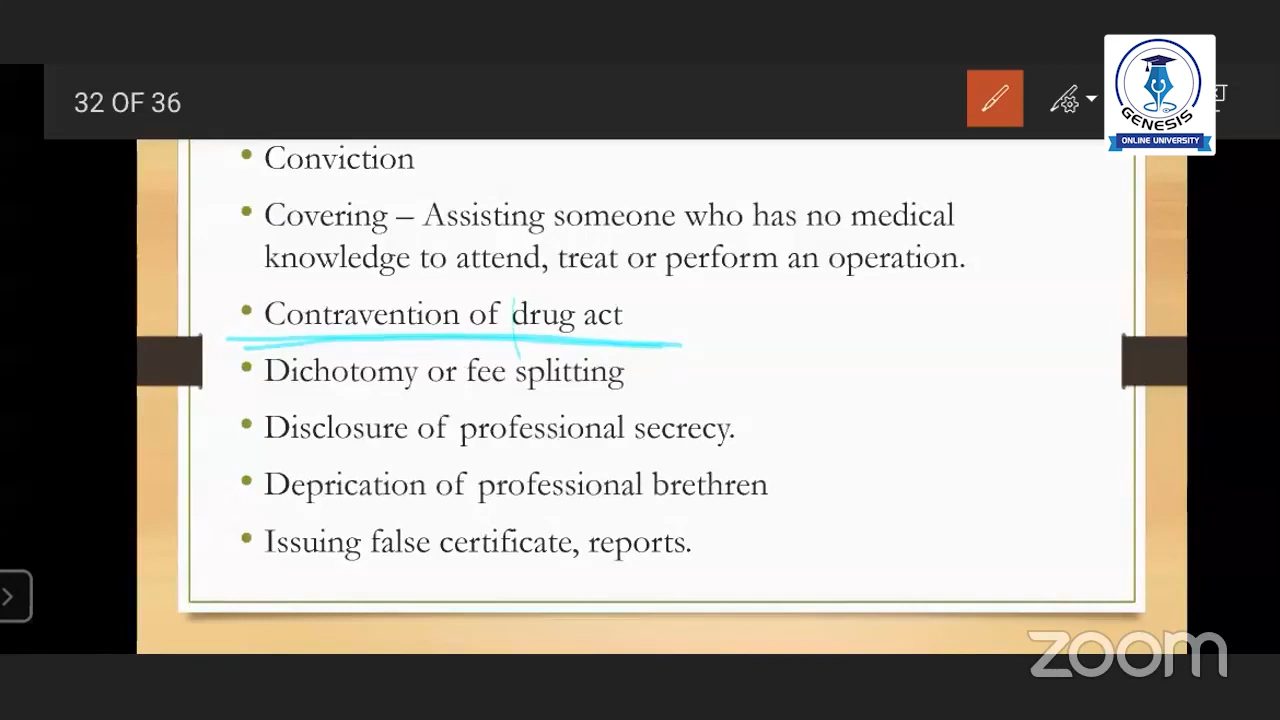 32 OF 36
GENESIS
ONLINE UNIVERSITY
• Conviction
• Covering – Assisting someone who has no medical
knowledge to attend, treat or perform an operation.
• Contravention of drug act
• Dichotomy or fee splitting
• Disclosure of professional secrecy.
• Deprication of professional brethren
• Issuing false certificate, reports.
zoom